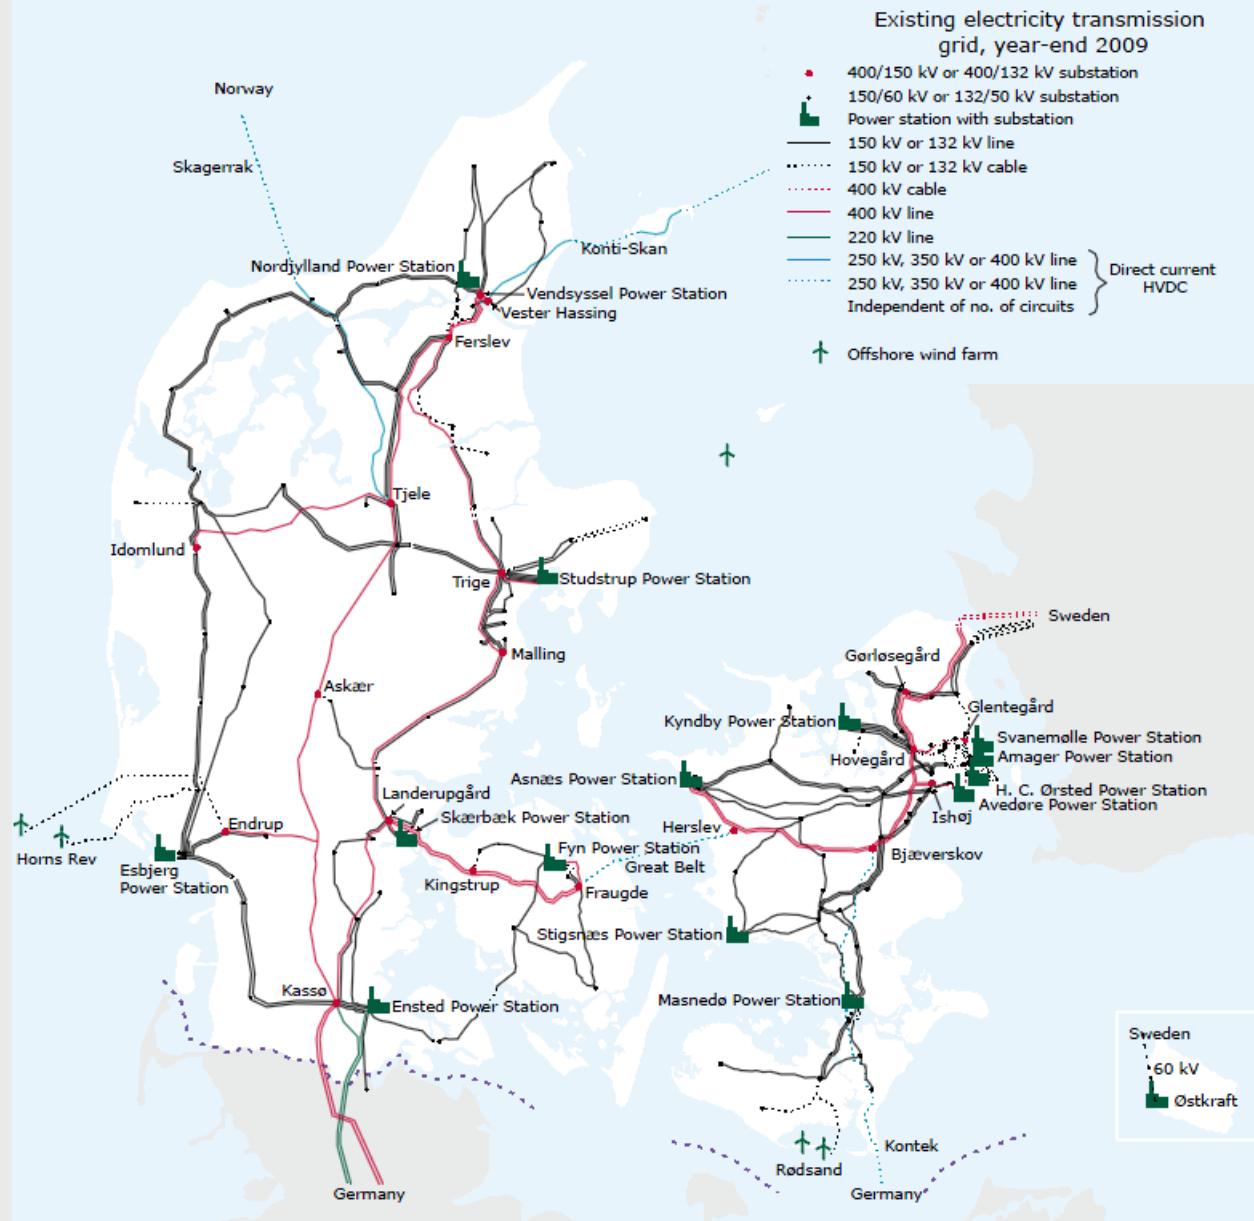 Existing electricity transmission
grid, year-end 2009
400/150 kV or 400/132 kV substation
150/60 kV or 132/50 kV substation
Power station with substation
150 kV or 132 kV line
150 kV or 132 kV cable
400 kV cable
400 kV line
220 kV line
250 kV, 350 kV or 400 kV line
250 kV, 350 kV or 400 kV line
Independent of no. of circuits
Direct current
HVDC
Offshore wind farm
Norway
Skagerrak
Konti-Skan
Nordjylland Power Station
Vendsyssel Power Station
Vester Hassing
Ferslev
Tjele
Idomlund
Trige
Studstrup Power Station
Malling
Askær
Sweden
Gørløsegård
Glentegård
Kyndby Power Station
Svanemølle Power Station
Hovegård
Amager Power Station
Asnæs Power Station
H. C. Ørsted Power Station
Avedøre Power Station
Ishøj
Landerupgård
Skærbæk Power Station
Herslev
Endrup
Horns Rev
Esbjerg
Power Station
Fyn Power Station
Great Belt
Bjæverskov
Kingstrup
Fraugde
Stigsnæs Power Station
Kassø
Ensted Power Station
Masnedø Power Station
Sweden
60 kV
Østkraft
Kontek
Rødsand
Germany
Germany